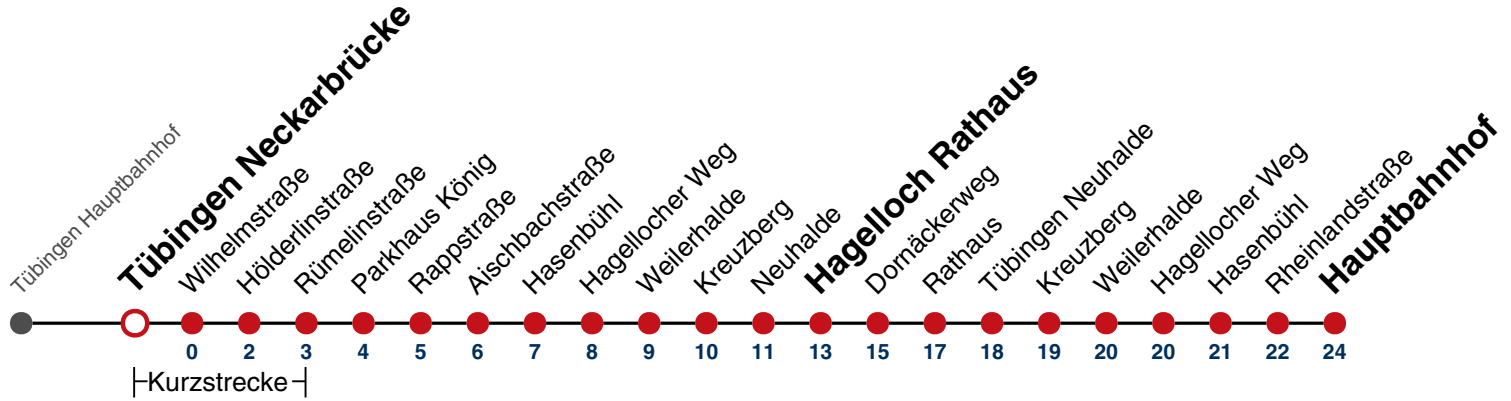 Tübingen Hauptbahnhof
Tübingen Neckarbrücke
Wilhelmstraße
Hölderlinstraße
Rümelinstraße
Parkhaus König
Rappstraße
Aischbachstraße
Hasenbühl
Hagellocher Weg
Weilerhalde
Kreuzberg
Neuhalde
Hagelloch Rathaus
Dornäckerweg
Rathaus
Tübingen Neuhalde
Kreuzberg
Weilerhalde
Hagellocher Weg
Hasenbühl
Rheinlandstraße
Hauptbahnhof
0 2 3 4 5 6 7 8 9 10 11 13 15 17 18 19 20 20 21 22 24
Kurzstrecke